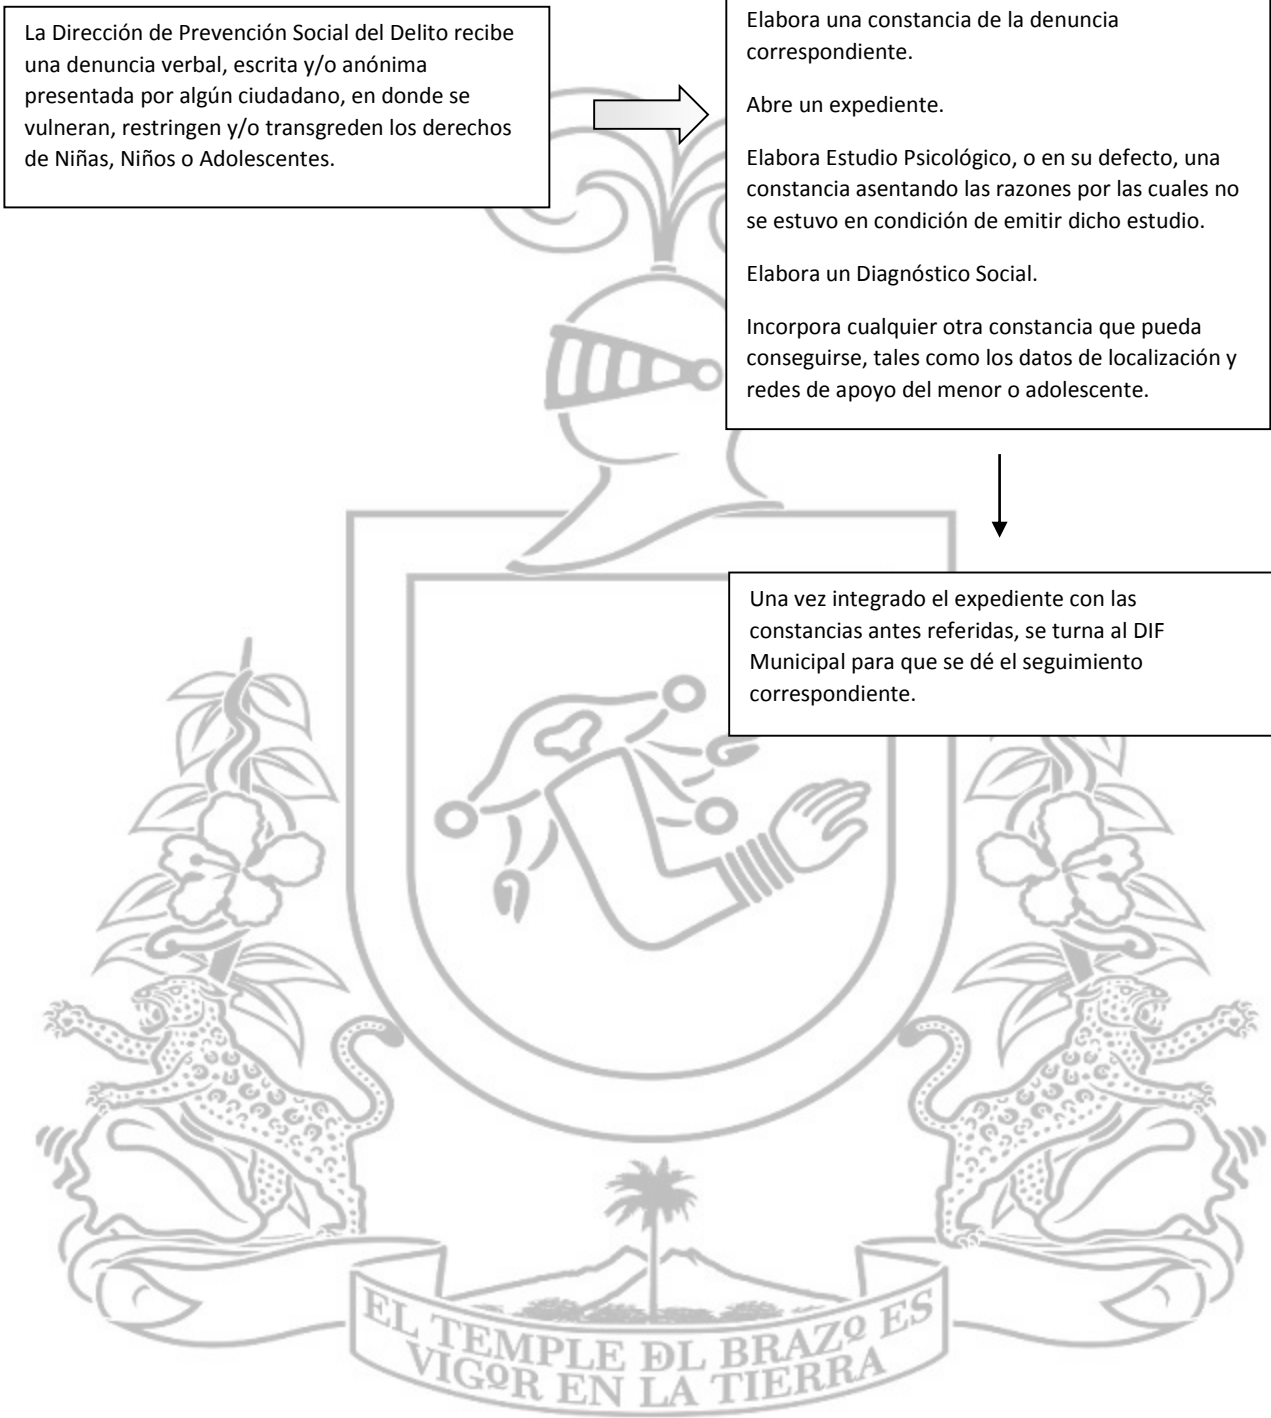 La Dirección de Prevención Social del Delito recibe
una denuncia verbal, escrita y/o anónima
presentada por algún ciudadano, en donde se
vulneran, restringen y/o transgreden los derechos
de Niñas, Niños o Adolescentes.
Elabora una constancia de la denuncia
correspondiente.
Abre un expediente.
Elabora Estudio Psicológico, o en su defecto, una
constancia asentando las razones por las cuales no
se estuvo en condición de emitir dicho estudio.
Elabora un Diagnóstico Social.
Incorpora cualquier otra constancia que pueda
conseguirse, tales como los datos de localización y
redes de apoyo del menor o adolescente.
Una vez integrado el expediente con las
constancias antes referidas, se turna al DIF
Municipal para que se dé el seguimiento
correspondiente.
EL TEMPLE ĐL BRAZO ES
VIGOR EN LA TIERRA